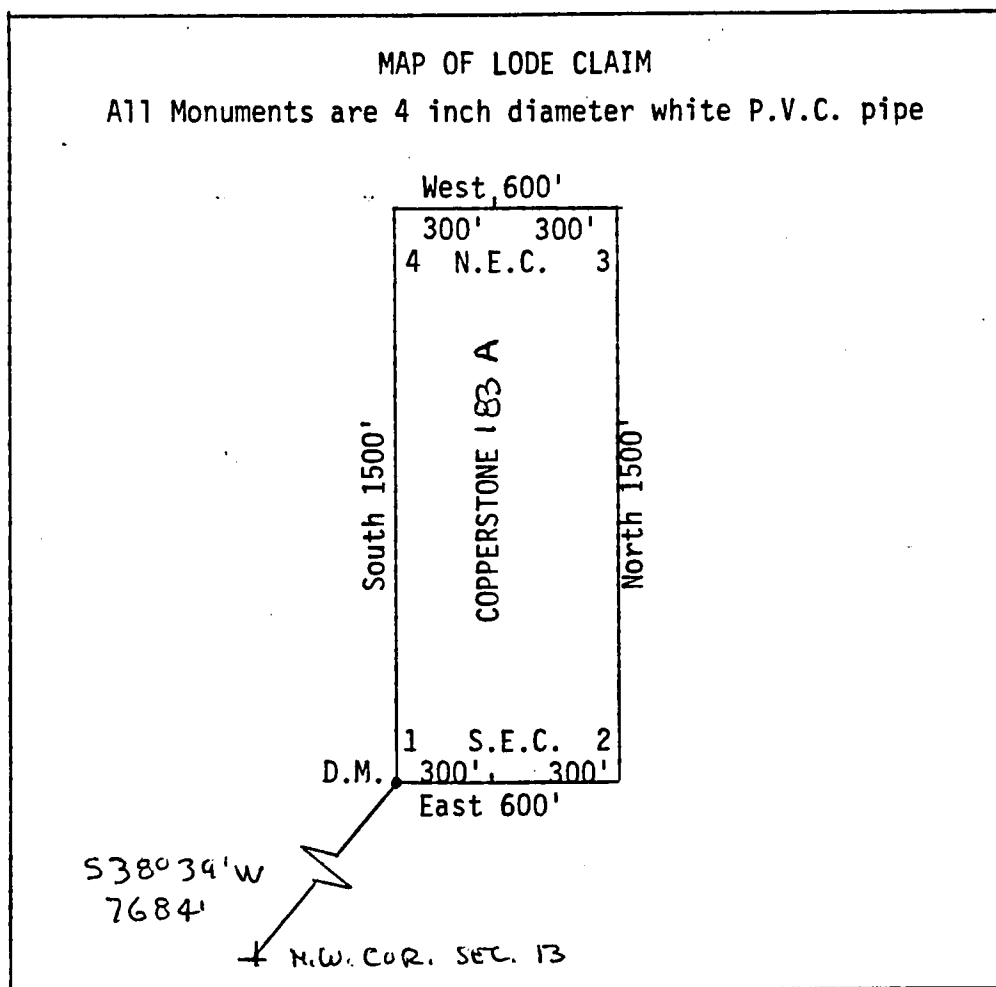 MAP OF LODE CLAIM
All Monuments are 4 inch diameter white P.V.C. pipe
West 600'
300' 300'
4 N.E.C. 3
COPPERSTONE 183 A
South 1500'
North 1500'
1 S.E.C. 2
D.M. 300' 300'
East 600'
S38°39'W
7684'
N.W. COR. SEC. 13